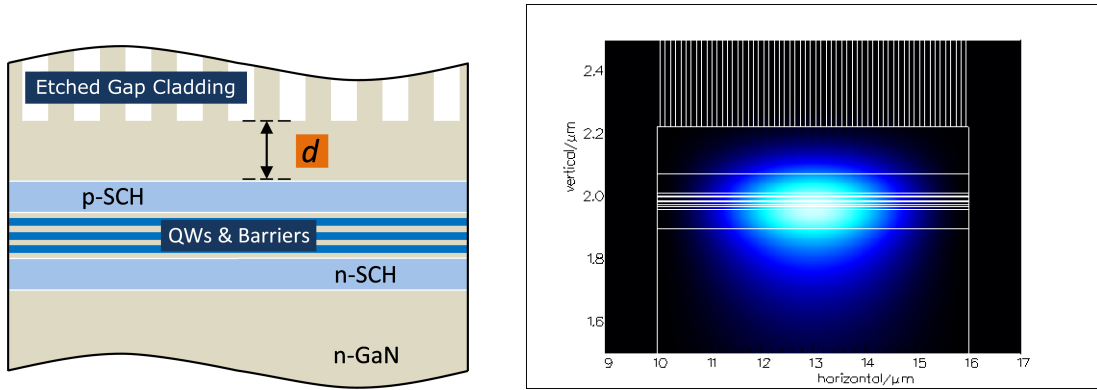 Etched Gap Cladding
d
p-SCH
QWs & Barriers
n-SCH
n-GaN
vertical/μm
2.4
2.2
2.0
1.8
1.6
9 10 11 12 13 14 15 16 17
horizontal/μm